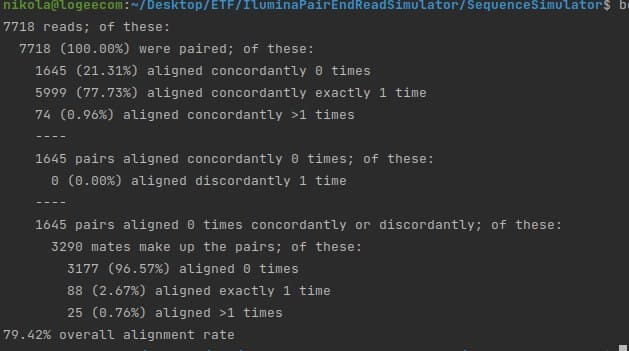 nikola@logeecom:~/Desktop/ETF/IluminaPairEndReadSimulator/SequenceSimulator$
7718 reads; of these:
7718 (100.00%) were paired; of these:
1645 (21.31%) aligned concordantly 0 times
5999 (77.73%) aligned concordantly exactly 1 time
74 (0.96%) aligned concordantly >1 times
----
1645 pairs aligned concordantly 0 times; of these:
0 (0.00%) aligned discordantly 1 time
----
1645 pairs aligned 0 times concordantly or discordantly; of these:
3290 mates make up the pairs; of these:
3177 (96.57%) aligned 0 times
88 (2.67%) aligned exactly 1 time
25 (0.76%) aligned >1 times
79.42% overall alignment rate